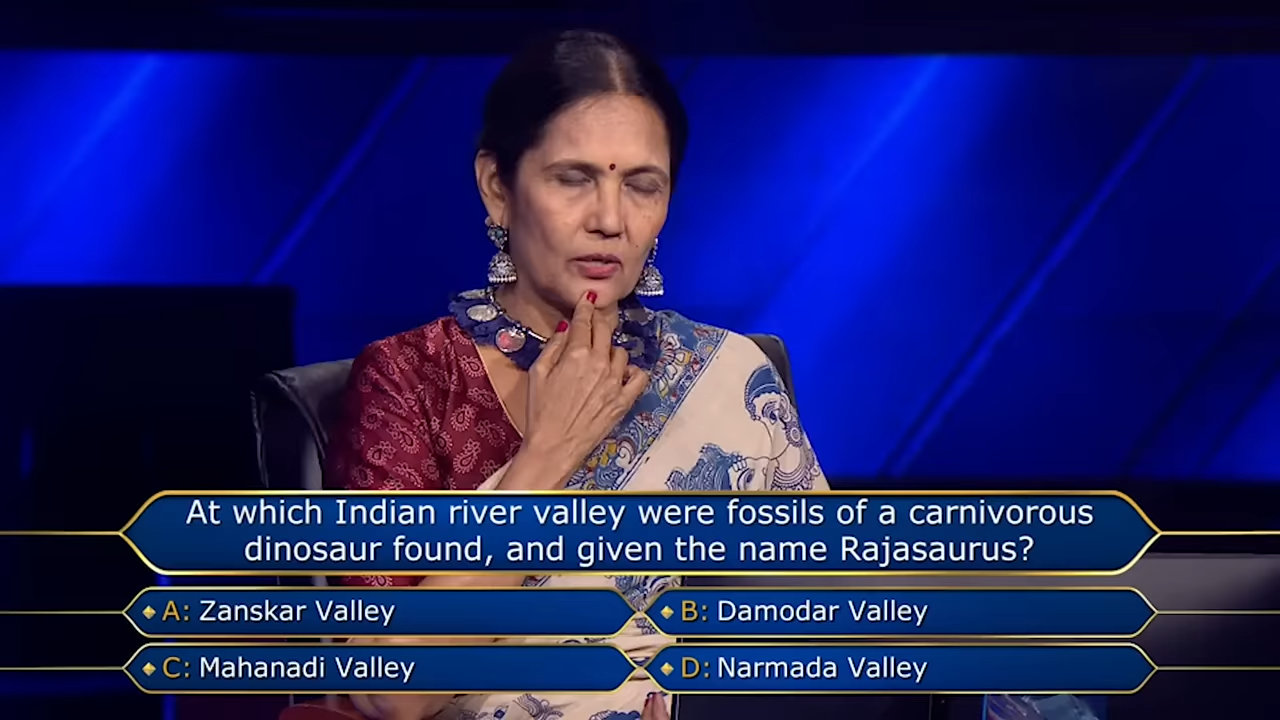 At which Indian river valley were fossils of a carnivorous
dinosaur found, and given the name Rajasaurus?
A: Zanskar Valley
B: Damodar Valley
C: Mahanadi Valley
D: Narmada Valley